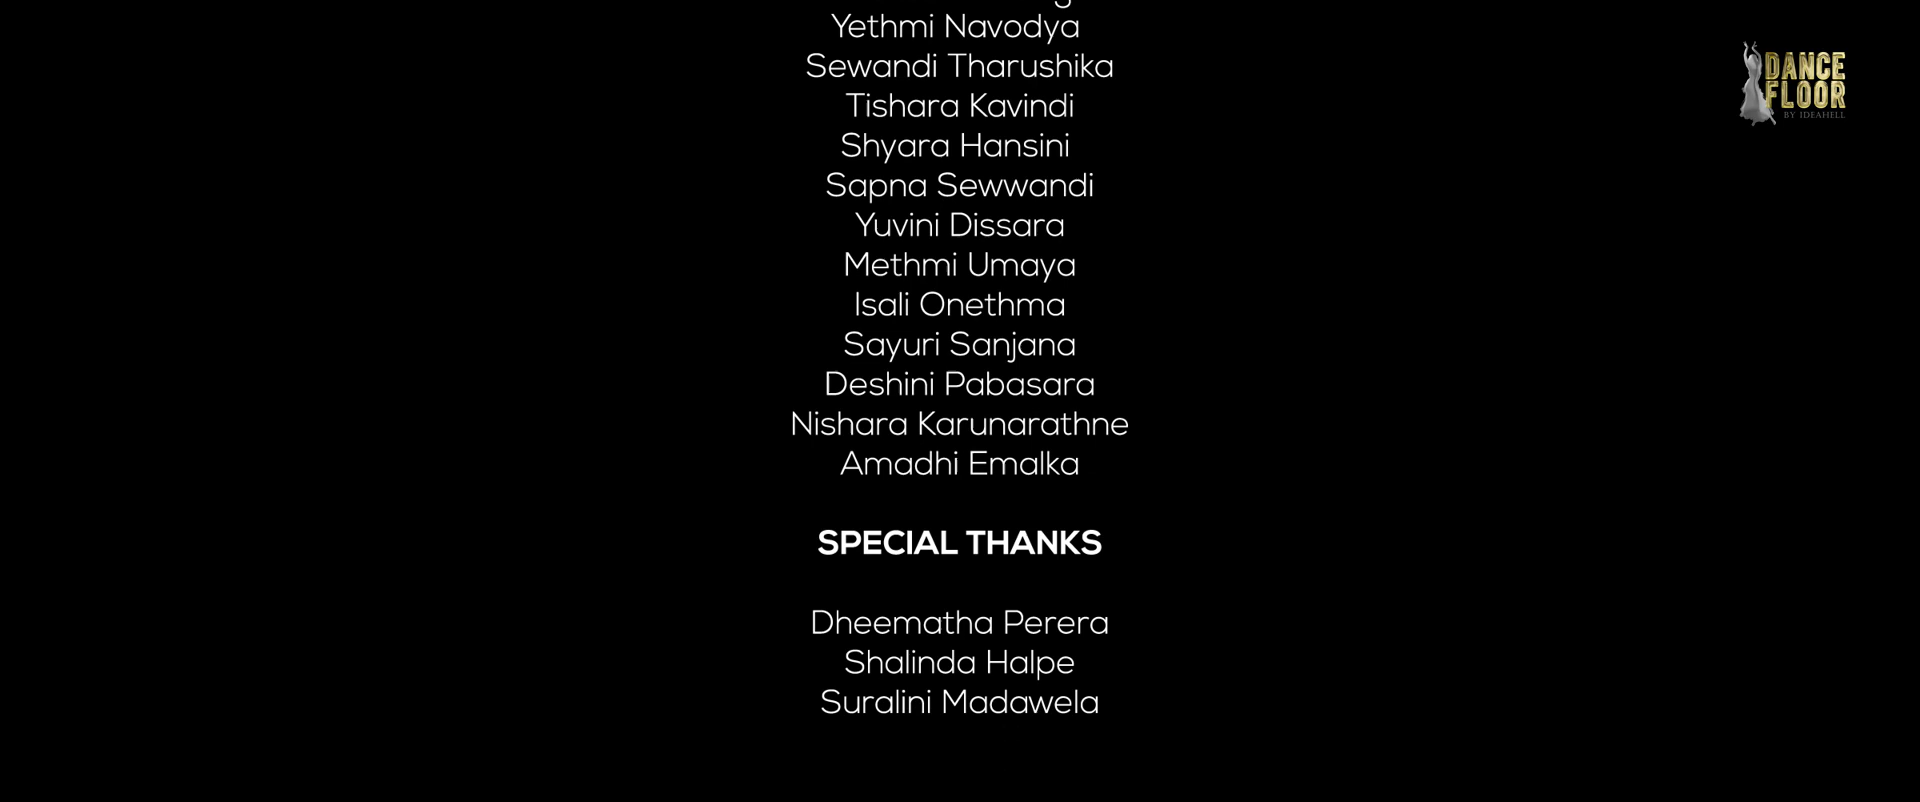 Yethmi Navodya
Sewandi Tharushika
Tishara Kavindi
Shyara Hansini
Sapna Sewwandi
Yuvini Dissara
Methmi Umaya
Isali Onethma
Sayuri Sanjana
Deshini Pabasara
Nishara Karunarathne
Amadhi Emalka
SPECIAL THANKS
Dheematha Perera
Shalinda Halpe
Suralini Madawela
DANCE
FLOOR
BY IDEAHELL